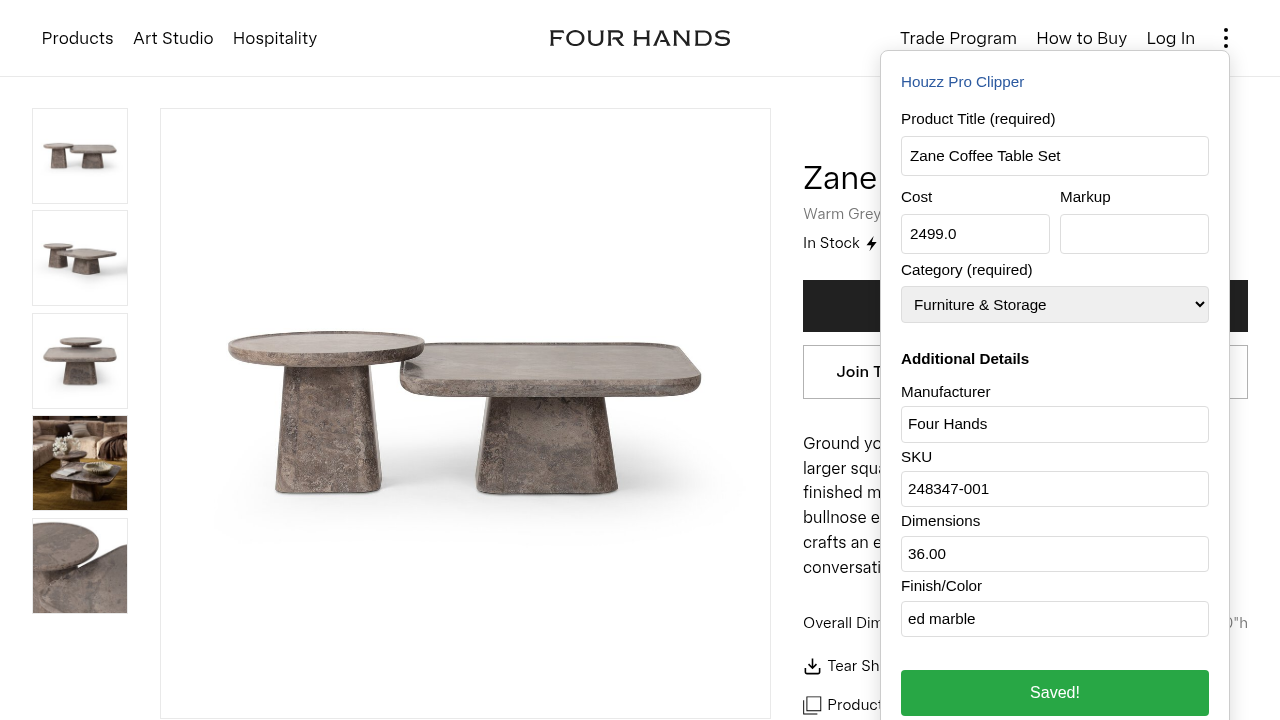 Products Art Studio Hospitality FOUR HANDS Trade Program How to Buy Log In
Zane
Warm Grey
In Stock
Join T
Ground yo
larger squa
finished m
bullnose e
crafts an e
conversati
Overall Dim
0"h
Tear Sh
Product
Houzz Pro Clipper
Product Title (required)
Zane Coffee Table Set
Cost Markup
2499.0
Category (required)
Furniture & Storage
Additional Details
Manufacturer
Four Hands
SKU
248347-001
Dimensions
36.00
Finish/Color
ed marble
Saved!